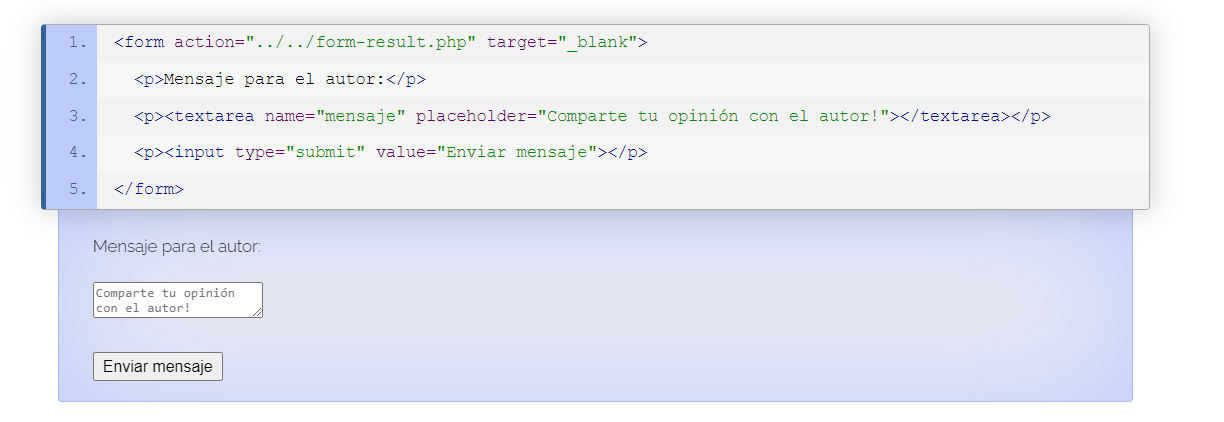 1. <form action="../../form-result.php" target="_blank">
2. <p>Mensaje para el autor:</p>
3. <p><textarea name="mensaje" placeholder="Comparte tu opinión con el autor!"></textarea></p>
4. <p><input type="submit" value="Enviar mensaje"></p>
5. </form>
Mensaje para el autor:
Comparte tu opinión
con el autor!
Enviar mensaje